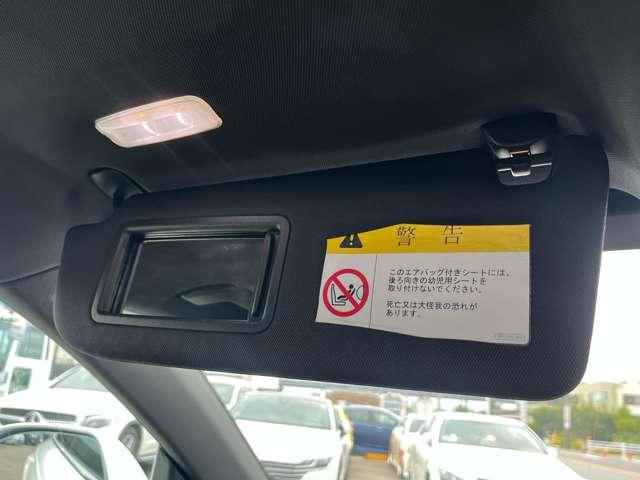 警告
このエアバッグ付きシートには、
後ろ向きの幼児用シートを
取り付けないでください。
死亡又は大怪我の恐れが
あります。